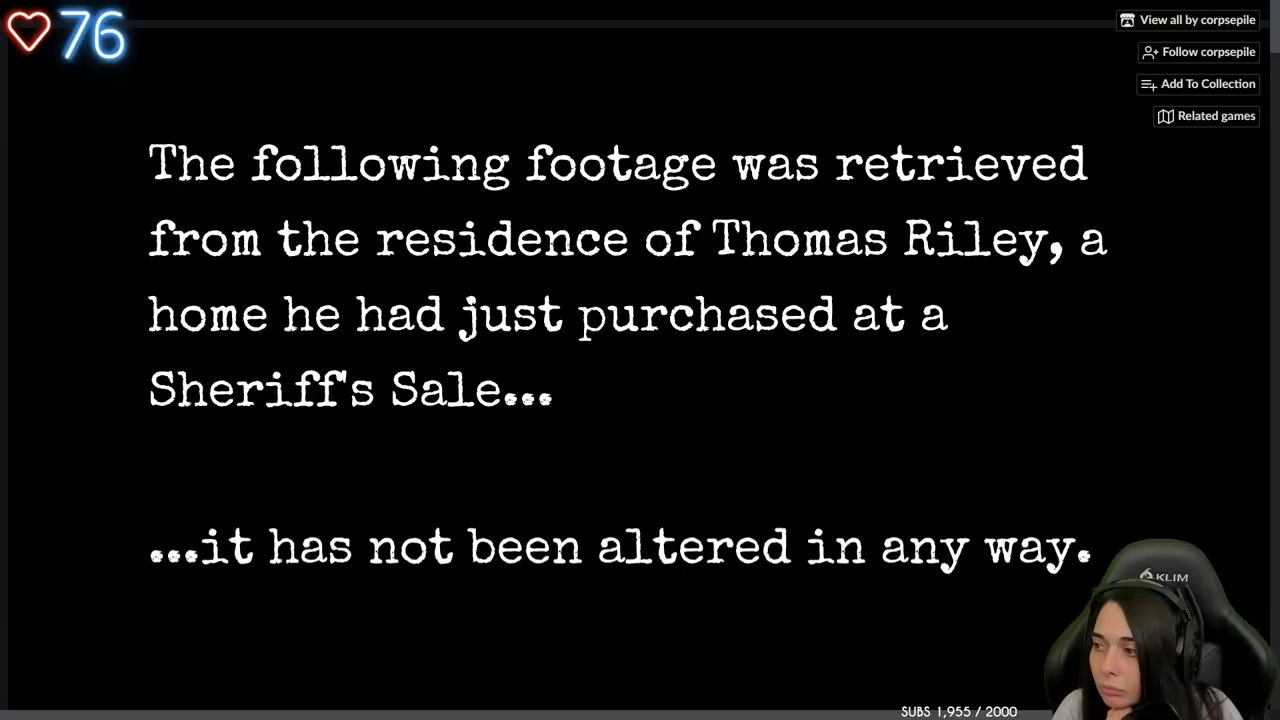 76
View all by corpsepile
Follow corpsepile
Add To Collection
Related games
The following footage was retrieved
from the residence of Thomas Riley, a
home he had just purchased at a
Sheriff's Sale...
...it has not been altered in any way.
KLIM
SUBS 1,955 / 2000